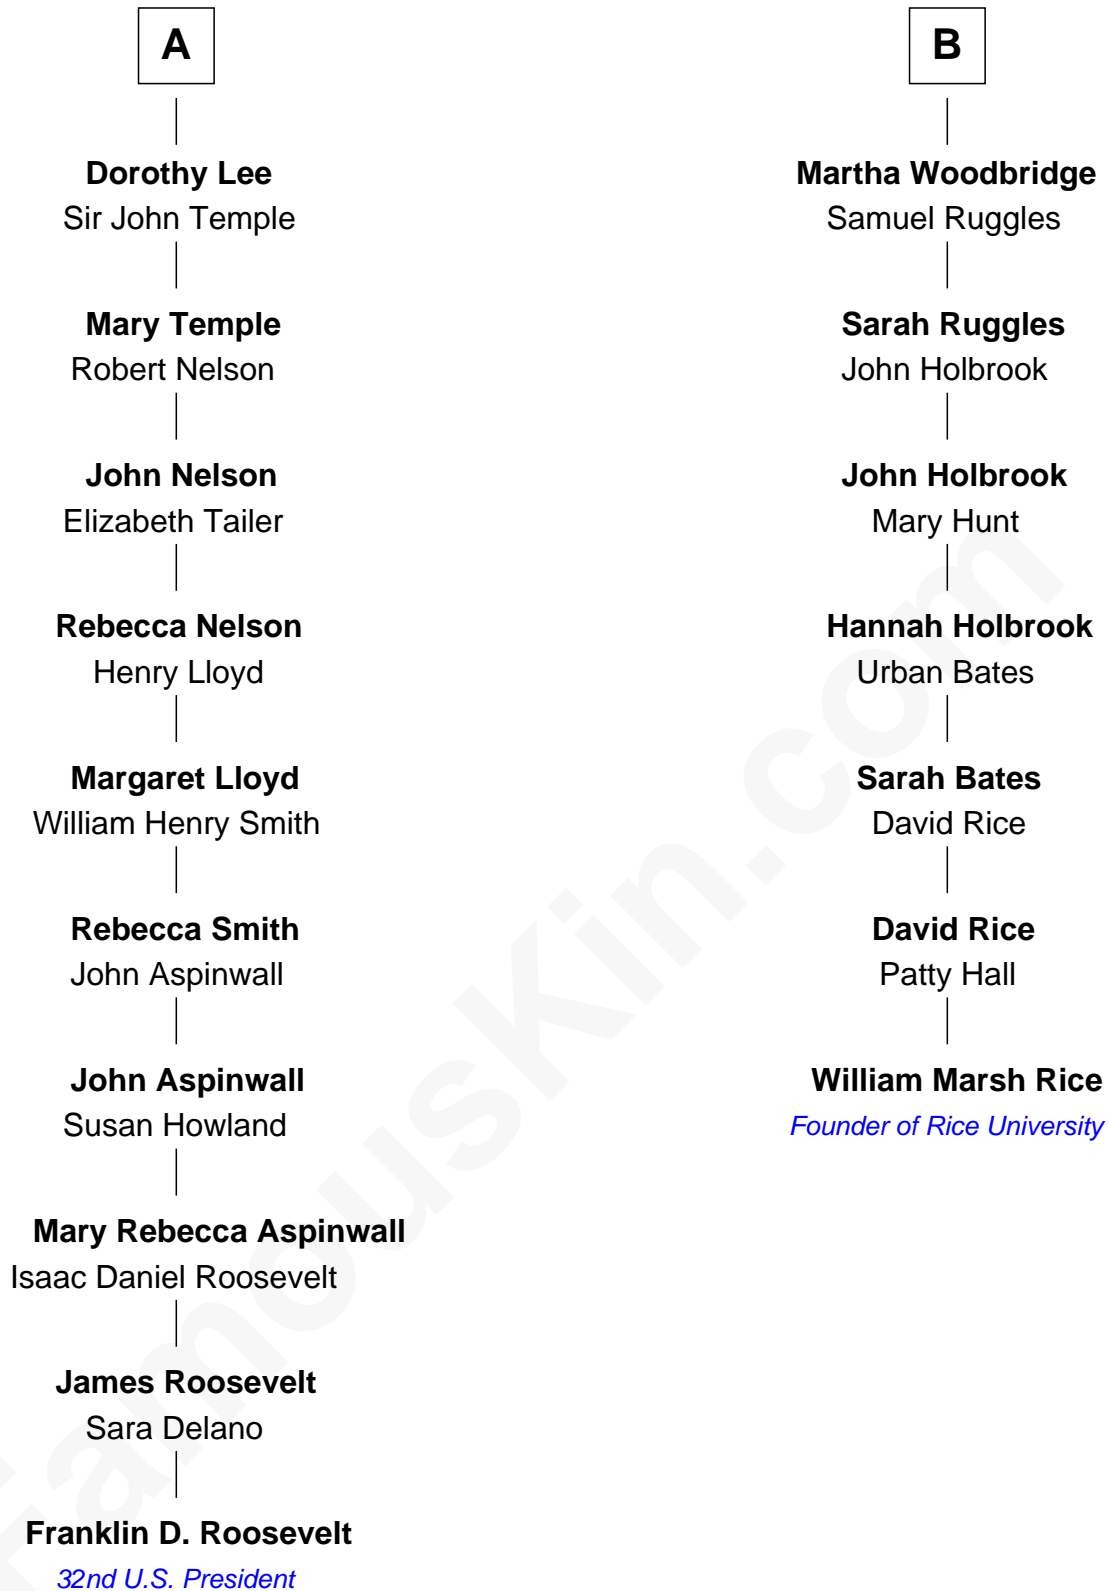 A
Dorothy Lee
Sir John Temple
Mary Temple
Robert Nelson
John Nelson
Elizabeth Tailer
Rebecca Nelson
Henry Lloyd
Margaret Lloyd
William Henry Smith
Rebecca Smith
John Aspinwall
John Aspinwall
Susan Howland
Mary Rebecca Aspinwall
Isaac Daniel Roosevelt
James Roosevelt
Sara Delano
Franklin D. Roosevelt
32nd U.S. President
B
Martha Woodbridge
Samuel Ruggles
Sarah Ruggles
John Holbrook
John Holbrook
Mary Hunt
Hannah Holbrook
Urban Bates
Sarah Bates
David Rice
David Rice
Patty Hall
William Marsh Rice
Founder of Rice University
FamousKin.com